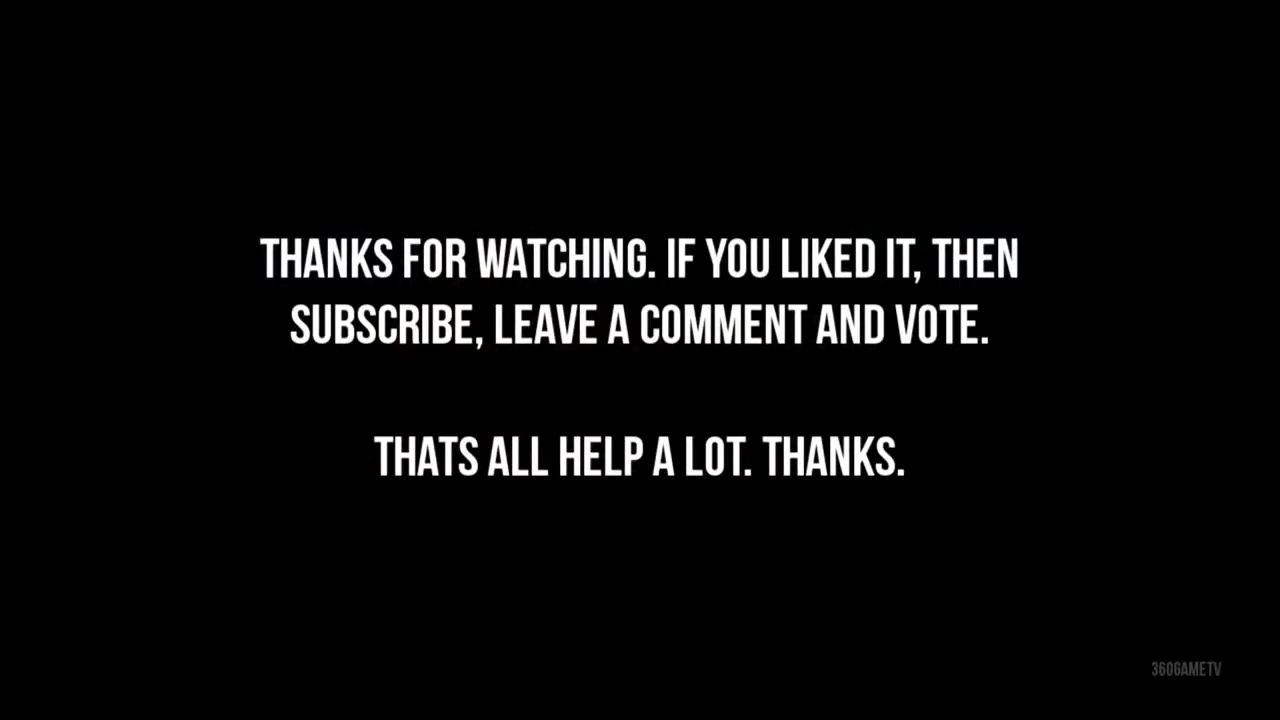 THANKS FOR WATCHING. IF YOU LIKED IT, THEN
SUBSCRIBE, LEAVE A COMMENT AND VOTE.
THATS ALL HELP A LOT. THANKS.
360GAMETV